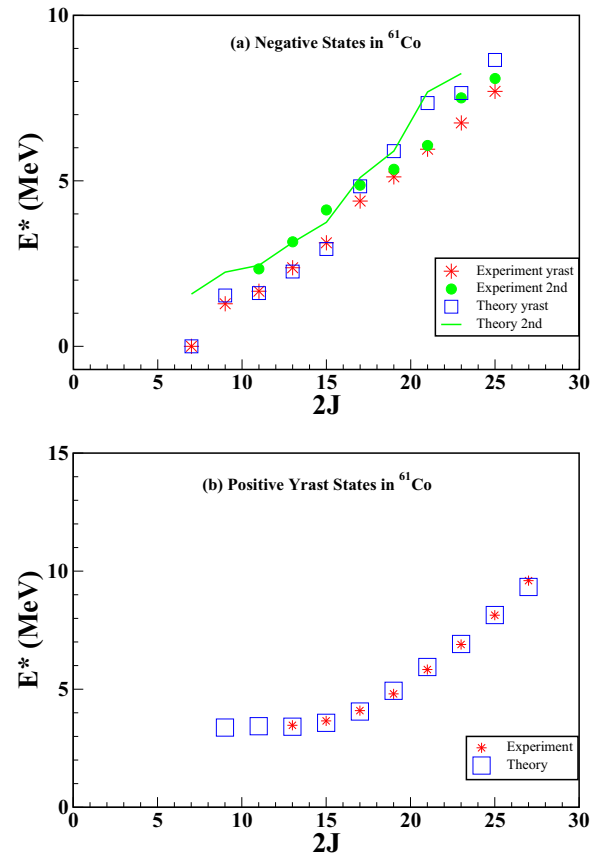 (a) Negative States in ⁶¹Co
E* (MeV)
10
5
0
0 5 10 15 20 25 30
2J
Experiment yrast
Experiment 2nd
Theory yrast
Theory 2nd
(b) Positive Yrast States in ⁶¹Co
E* (MeV)
15
10
5
0
0 5 10 15 20 25 30
2J
Experiment
Theory